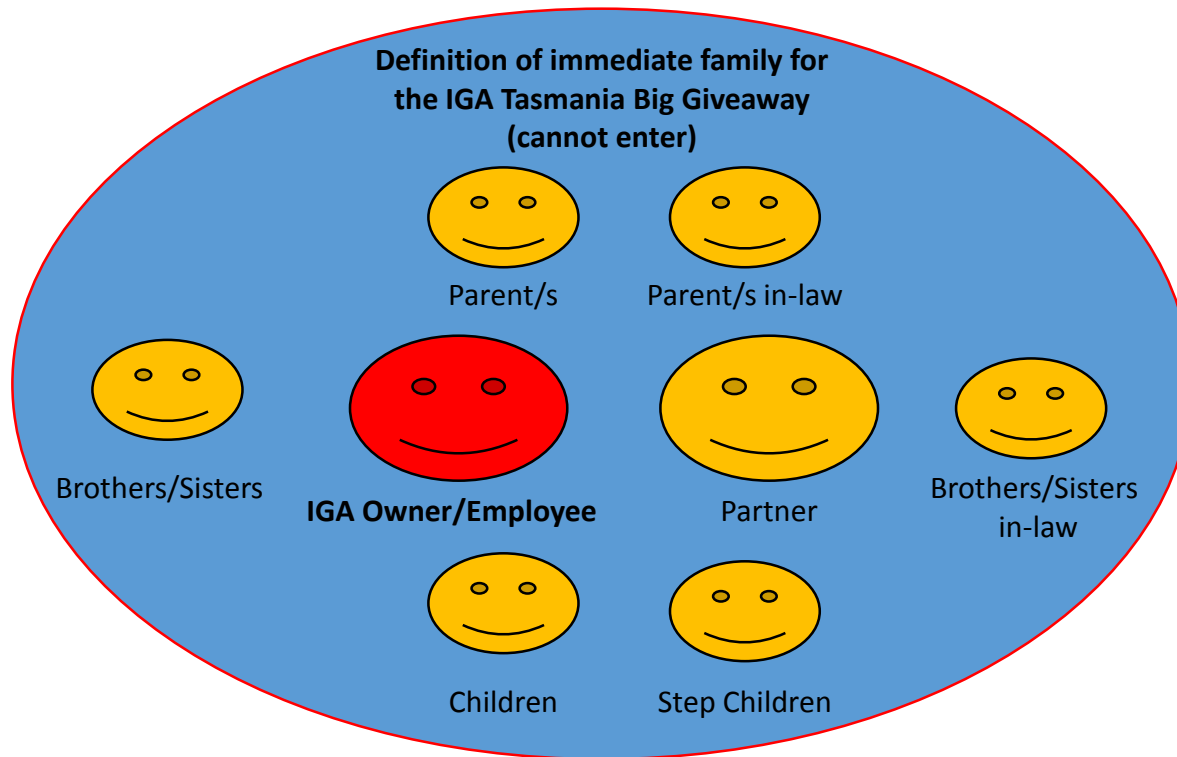 Definition of immediate family for
the IGA Tasmania Big Giveaway
(cannot enter)
Parent/s
Parent/s in-law
Brothers/Sisters
IGA Owner/Employee
Partner
Brothers/Sisters
in-law
Children
Step Children